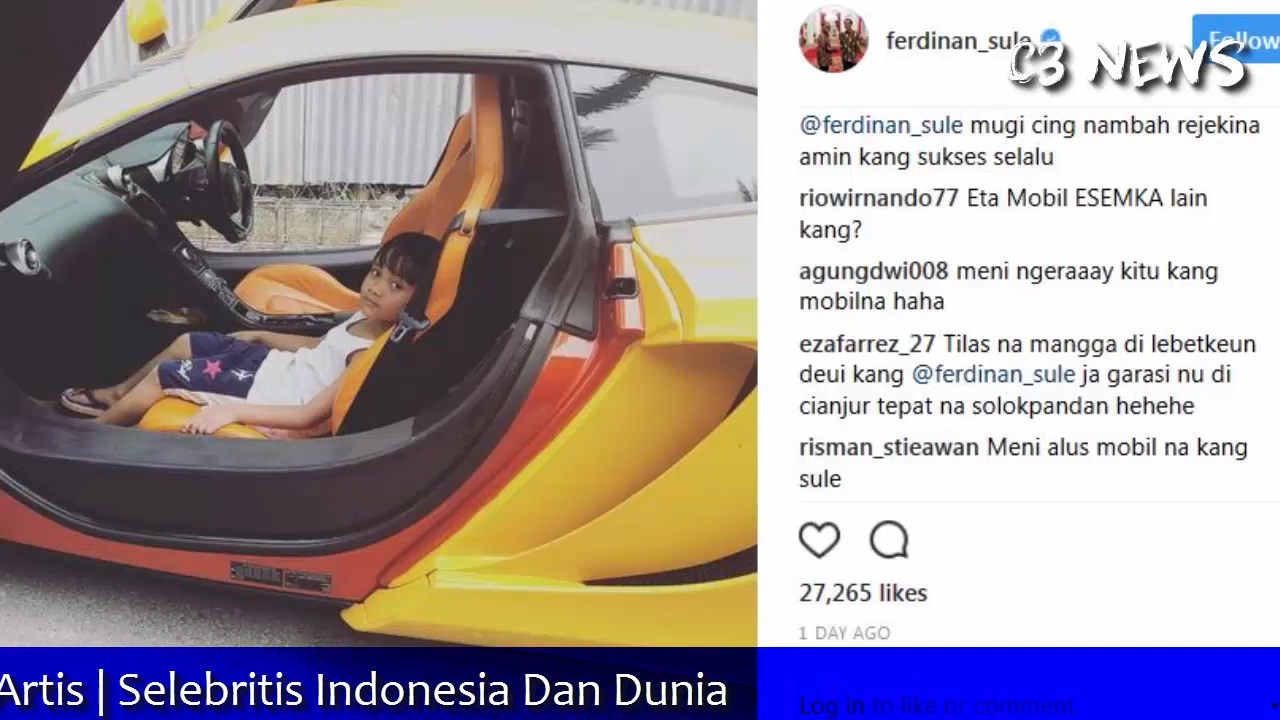 ferdinan_sule
Follow
C3 NEWS
@ferdinan_sule mugi cing nambah rejekina
amin kang sukses selalu
riowirnando77 Eta Mobil ESEMKA lain
kang?
agungdwi008 meni ngeraaay kitu kang
mobilna haha
ezafarrez_27 Tilas na mangga di lebetkeun
deui kang @ferdinan_sule ja garasi nu di
cianjur tepat na solokpandan hehehe
risman_stieawan Meni alus mobil na kang
sule
27,265 likes
1 DAY AGO
Log in to like or comment.
Artis | Selebritis Indonesia Dan Dunia